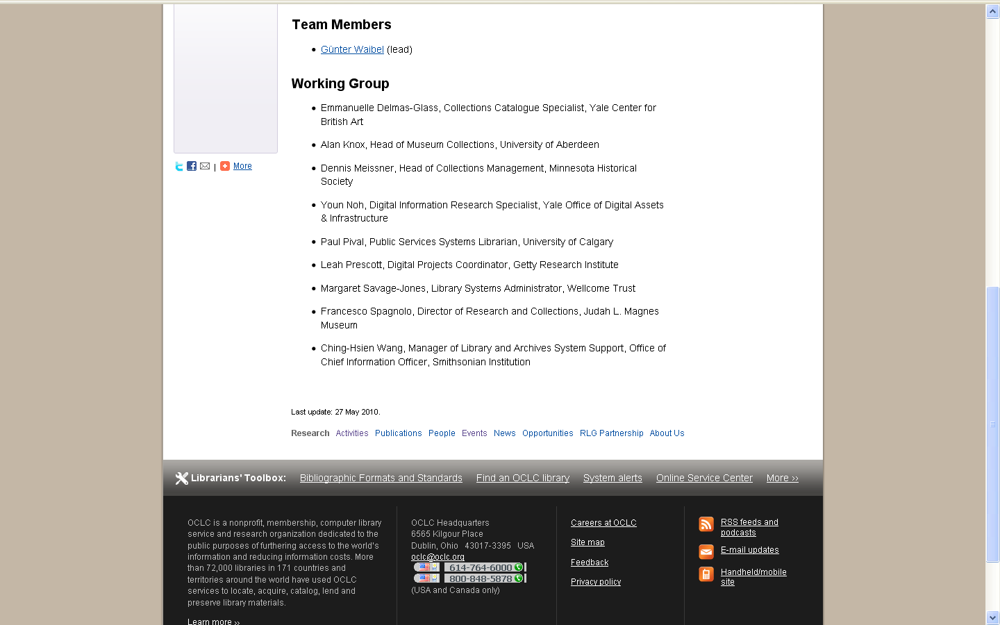 Team Members
Günter Waibel (lead)
Working Group
Emmanuelle Delmas-Glass, Collections Catalogue Specialist, Yale Center for
British Art
Alan Knox, Head of Museum Collections, University of Aberdeen
Dennis Meissner, Head of Collections Management, Minnesota Historical
Society
Youn Noh, Digital Information Research Specialist, Yale Office of Digital Assets
& Infrastructure
Paul Pival, Public Services Systems Librarian, University of Calgary
Leah Prescott, Digital Projects Coordinator, Getty Research Institute
Margaret Savage-Jones, Library Systems Administrator, Wellcome Trust
Francesco Spagnolo, Director of Research and Collections, Judah L. Magnes
Museum
Ching-Hsien Wang, Manager of Library and Archives System Support, Office of
Chief Information Officer, Smithsonian Institution
| More
Last update: 27 May 2010.
Research Activities Publications People Events News Opportunities RLG Partnership About Us
Librarians' Toolbox: Bibliographic Formats and Standards Find an OCLC library System alerts Online Service Center More ››
OCLC is a nonprofit, membership, computer library
service and research organization dedicated to the
public purposes of furthering access to the world's
information and reducing information costs. More
than 72,000 libraries in 171 countries and
territories around the world have used OCLC
services to locate, acquire, catalog, lend and
preserve library materials.
Learn more ››
OCLC Headquarters
6565 Kilgour Place
Dublin, Ohio 43017-3395 USA
oclc@oclc.org
614-764-6000
800-848-5878
(USA and Canada only)
Careers at OCLC
Site map
Feedback
Privacy policy
RSS feeds and
podcasts
E-mail updates
Handheld/mobile
site